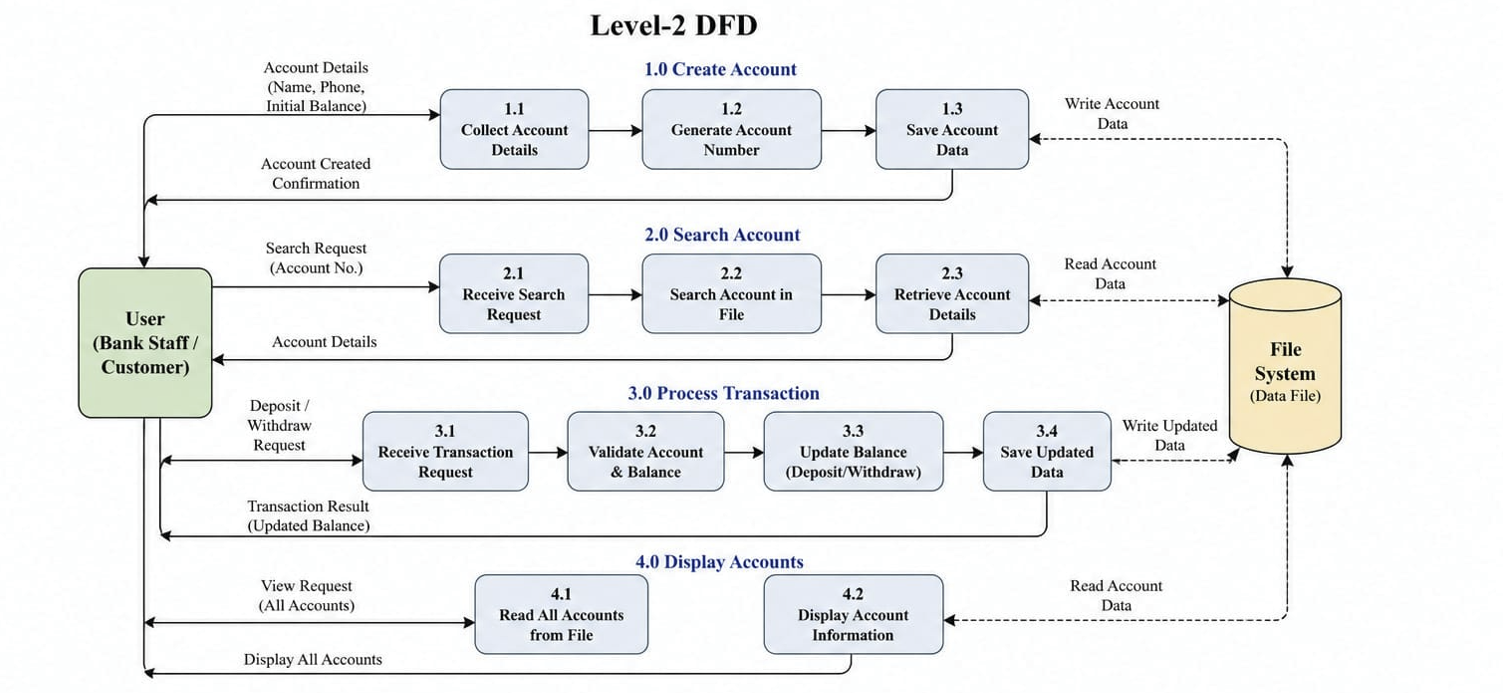 Level-2 DFD
1.0 Create Account
Account Details
(Name, Phone,
Initial Balance)
1.1
Collect Account
Details
1.2
Generate Account
Number
1.3
Save Account
Data
Write Account
Data
Account Created
Confirmation
2.0 Search Account
Search Request
(Account No.)
2.1
Receive Search
Request
2.2
Search Account in
File
2.3
Retrieve Account
Details
Read Account
Data
User
(Bank Staff /
Customer)
Account Details
File
System
(Data File)
3.0 Process Transaction
Deposit /
Withdraw
Request
3.1
Receive Transaction
Request
3.2
Validate Account
& Balance
3.3
Update Balance
(Deposit/Withdraw)
3.4
Save Updated
Data
Write Updated
Data
Transaction Result
(Updated Balance)
4.0 Display Accounts
View Request
(All Accounts)
4.1
Read All Accounts
from File
4.2
Display Account
Information
Read Account
Data
Display All Accounts